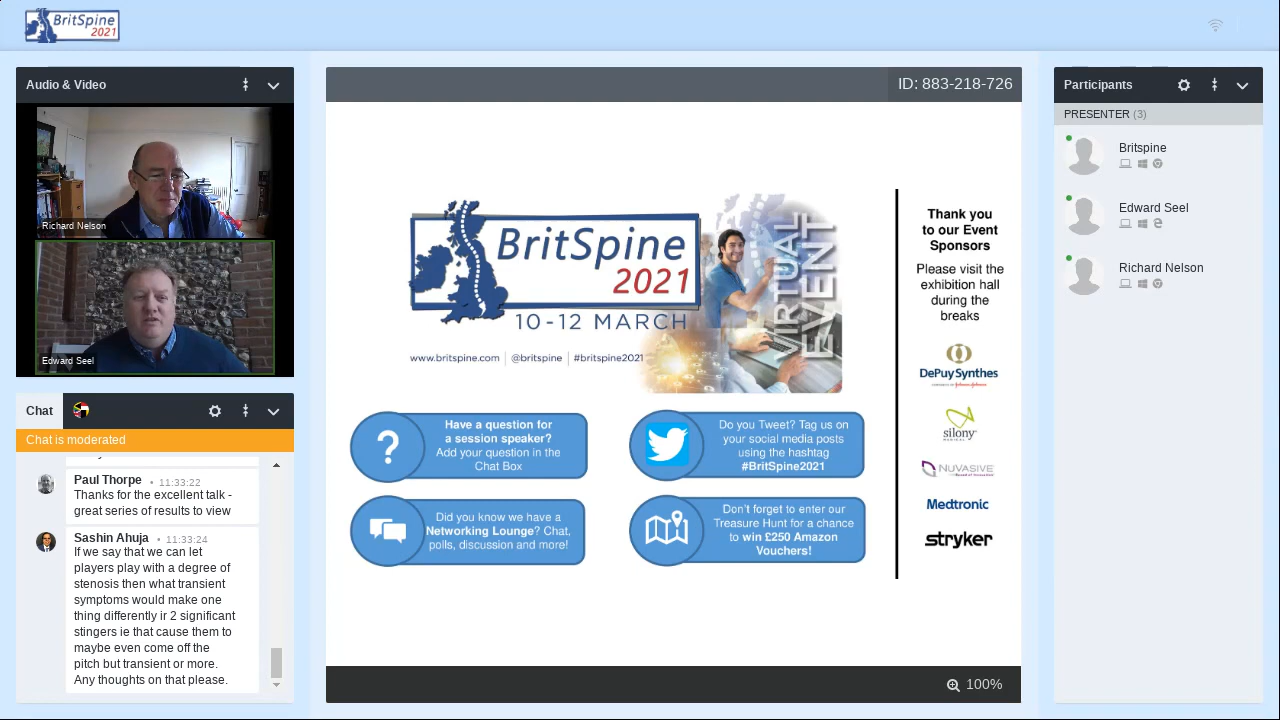 BritSpine
2021
Audio & Video
Richard Nelson
Edward Seel
Chat
Chat is moderated
Paul Thorpe • 11:33:22
Thanks for the excellent talk -
great series of results to view
Sashin Ahuja • 11:33:24
If we say that we can let
players play with a degree of
stenosis then what transient
symptoms would make one
thing differently ir 2 significant
stingers ie that cause them to
maybe even come off the
pitch but transient or more.
Any thoughts on that please.
ID: 883-218-726
BritSpine
2021
10-12 MARCH
VIRTUAL
EVENT
www.britspine.com | @britspine | #britspine2021
Have a question for
a session speaker?
Add your question in the
Chat Box
Do you Tweet? Tag us on
your social media posts
using the hashtag
#BritSpine2021
Did you know we have a
Networking Lounge? Chat,
polls, discussion and more!
Don't forget to enter our
Treasure Hunt for a chance
to win £250 Amazon
Vouchers!
Thank you
to our Event
Sponsors
Please visit the
exhibition hall
during the
breaks
DePuySynthes
silony
MEDICAL
NUVASIVE
Medtronic
stryker
100%
Participants
PRESENTER (3)
Britspine
Edward Seel
Richard Nelson